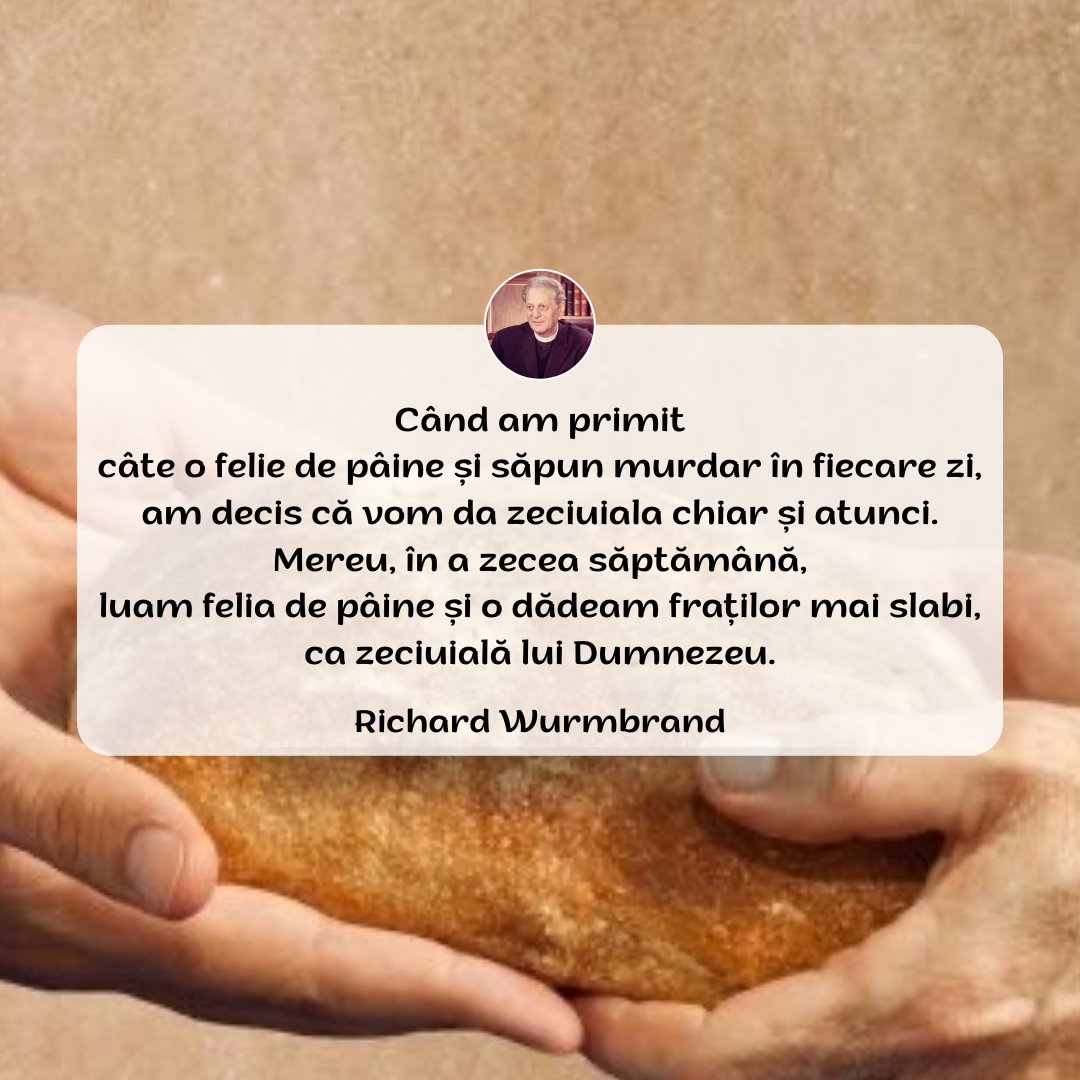 Când am primit
câte o felie de pâine și săpun murdar în fiecare zi,
am decis că vom da zeciuiala chiar și atunci.
Mereu, în a zecea săptămână,
luam felia de pâine și o dădeam fraților mai slabi,
ca zeciuială lui Dumnezeu.
Richard Wurmbrand